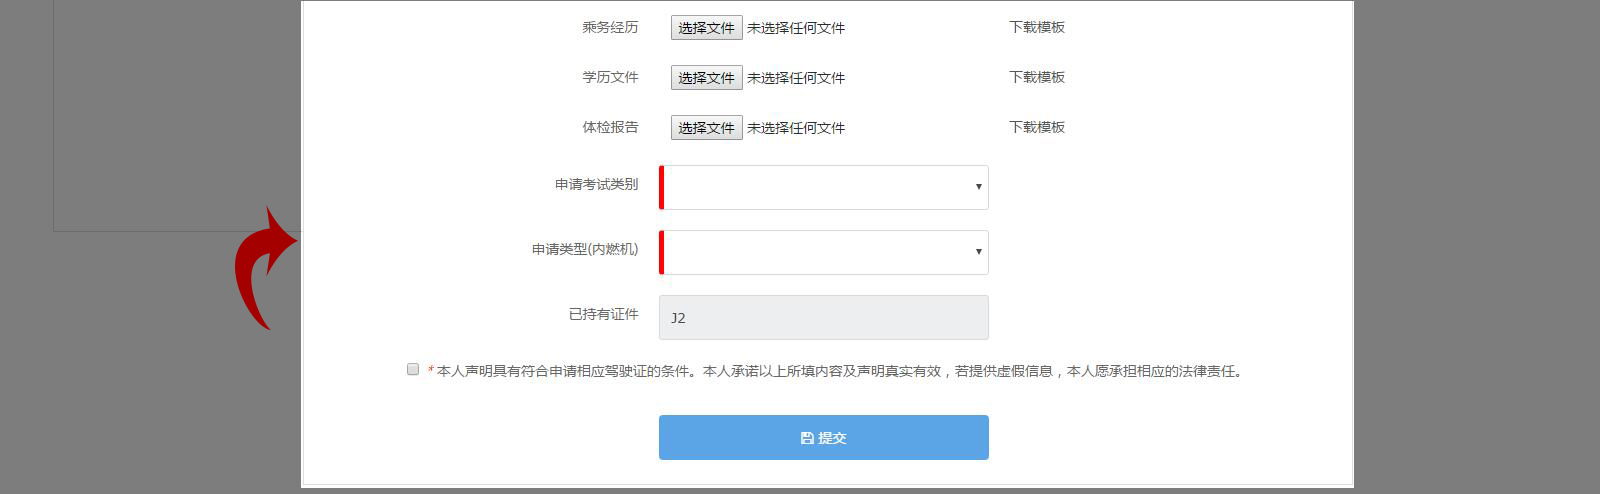 乘务经历 选择文件 未选择任何文件 下载模板
学历文件 选择文件 未选择任何文件 下载模板
体检报告 选择文件 未选择任何文件 下载模板
申请考试类别
申请类型(内燃机)
已持有证件 J2
*本人声明具有符合申请相应驾驶证的条件。本人承诺以上所填内容及声明真实有效，若提供虚假信息，本人愿承担相应的法律责任。
提交